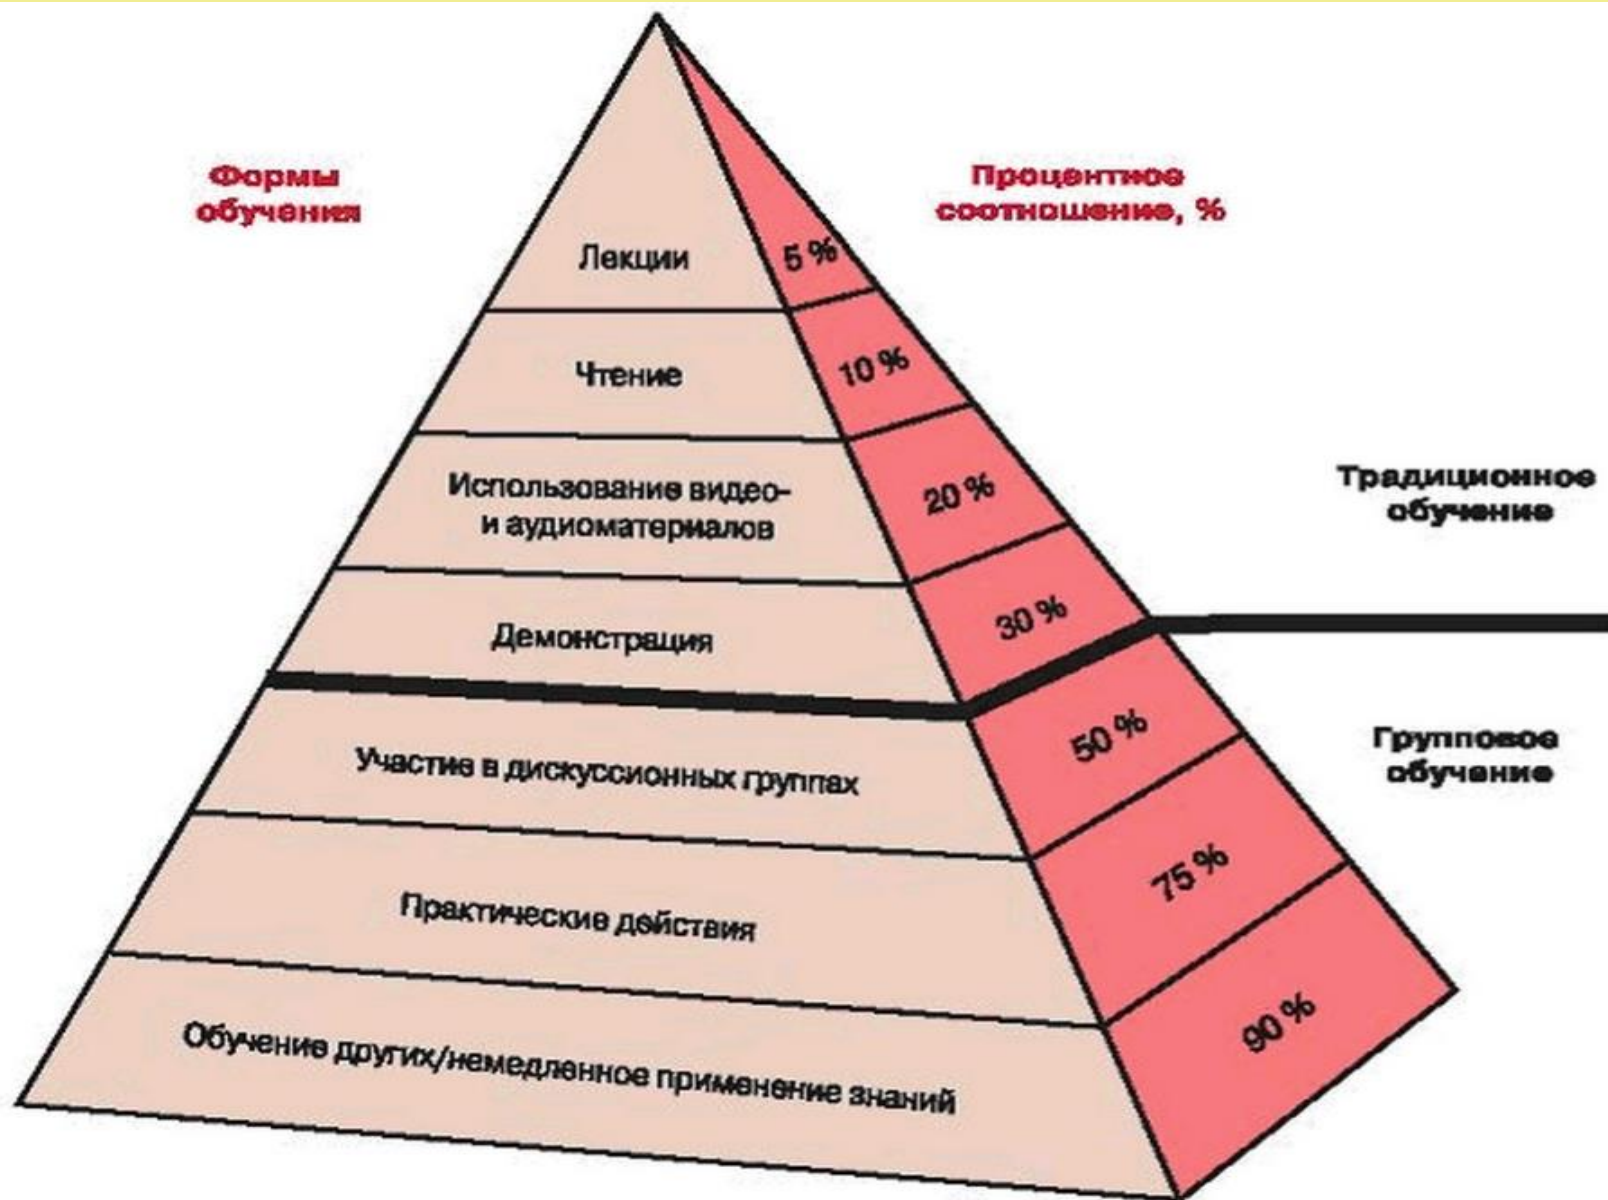 Формы
обучения
Процентное
соотношение, %
Лекции
5 %
Чтение
10 %
Использование видео-
и аудиоматериалов
20 %
Традиционное
обучение
Демонстрация
30 %
Участие в дискуссионных группах
50 %
Групповое
обучение
Практические действия
75 %
Обучение других/немедленное применение знаний
90 %